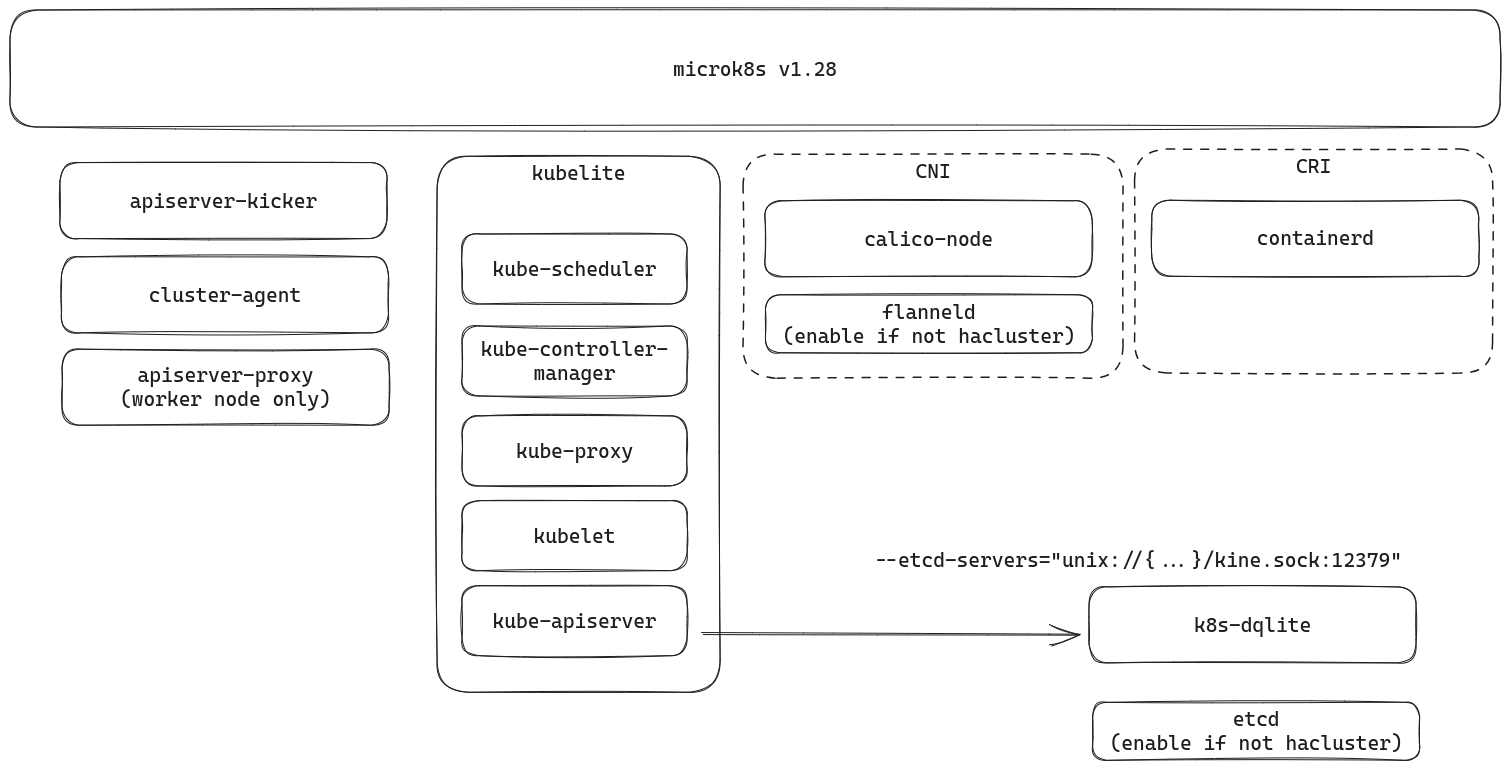 microk8s v1.28
apiserver-kicker
cluster-agent
apiserver-proxy
(worker node only)
kubelite
kube-scheduler
kube-controller-
manager
kube-proxy
kubelet
kube-apiserver
CNI
calico-node
flanneld
(enable if not hacluster)
CRI
containerd
--etcd-servers="unix://{...}/kine.sock:12379"
k8s-dqlite
etcd
(enable if not hacluster)